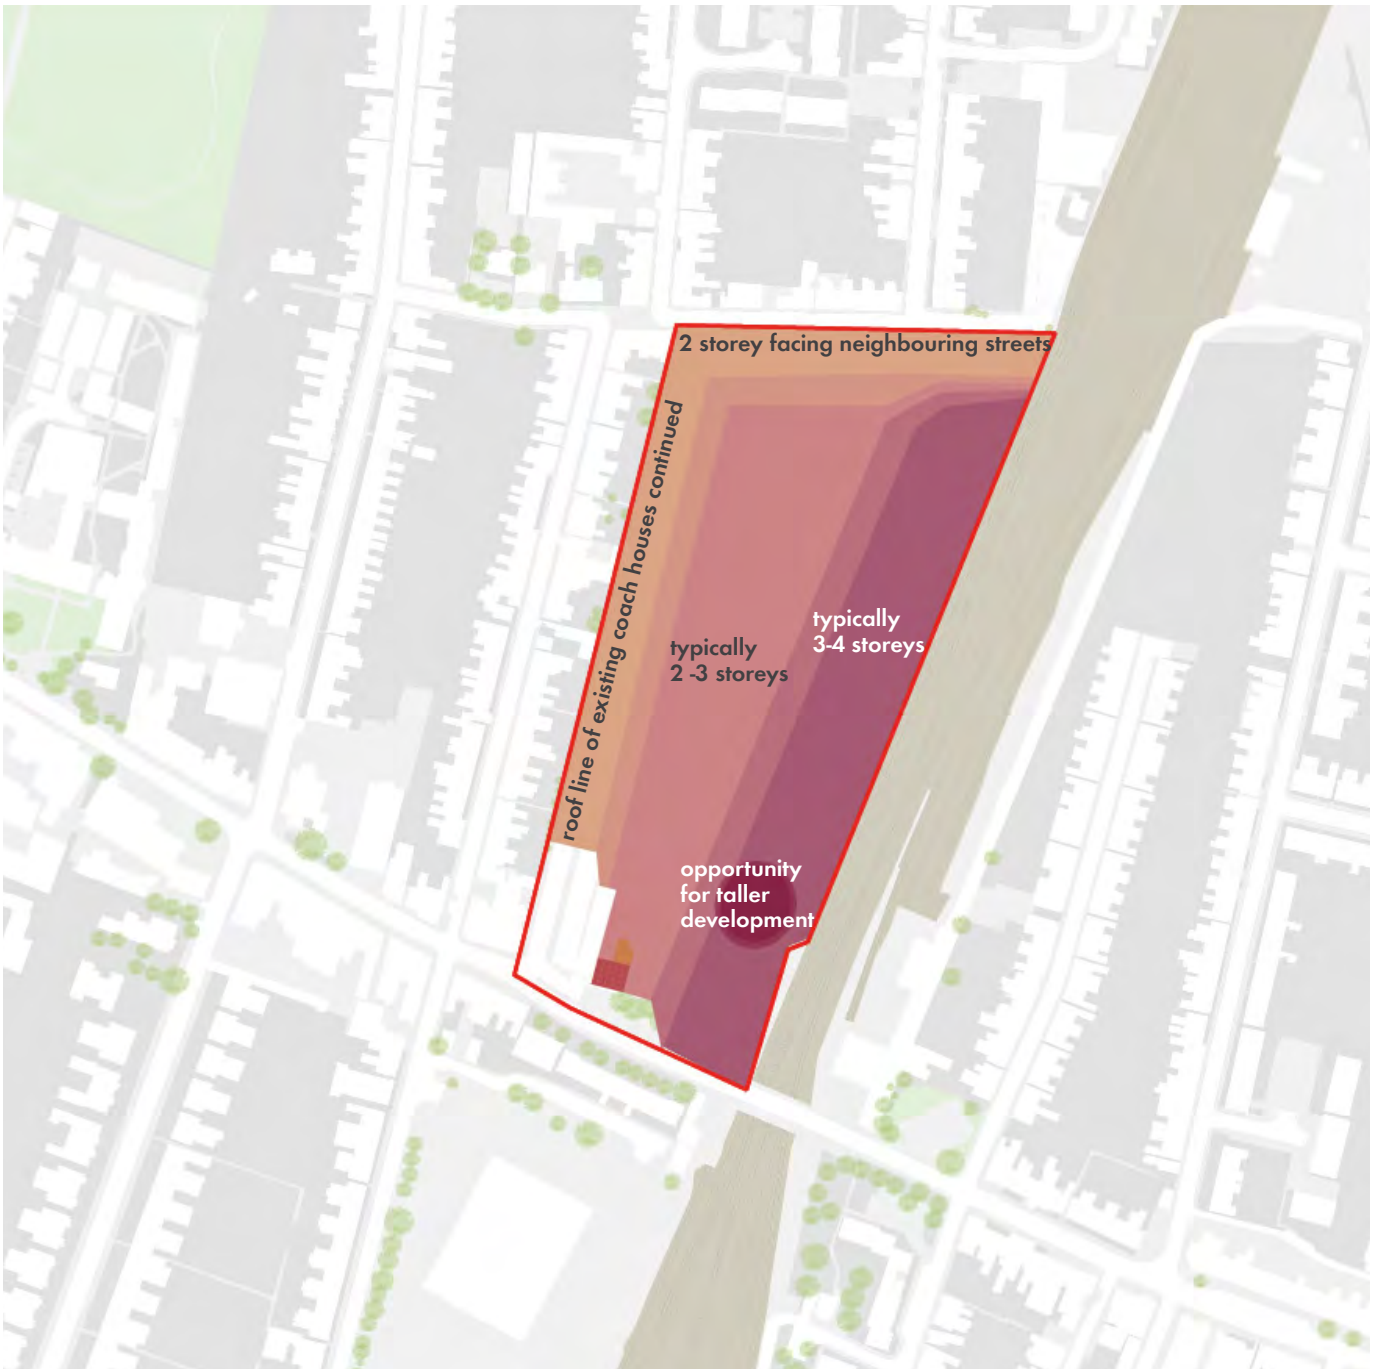 2 storey facing neighbouring streets
roof line of existing coach houses continued
typically
3-4 storeys
typically
2 -3 storeys
opportunity
for taller
development